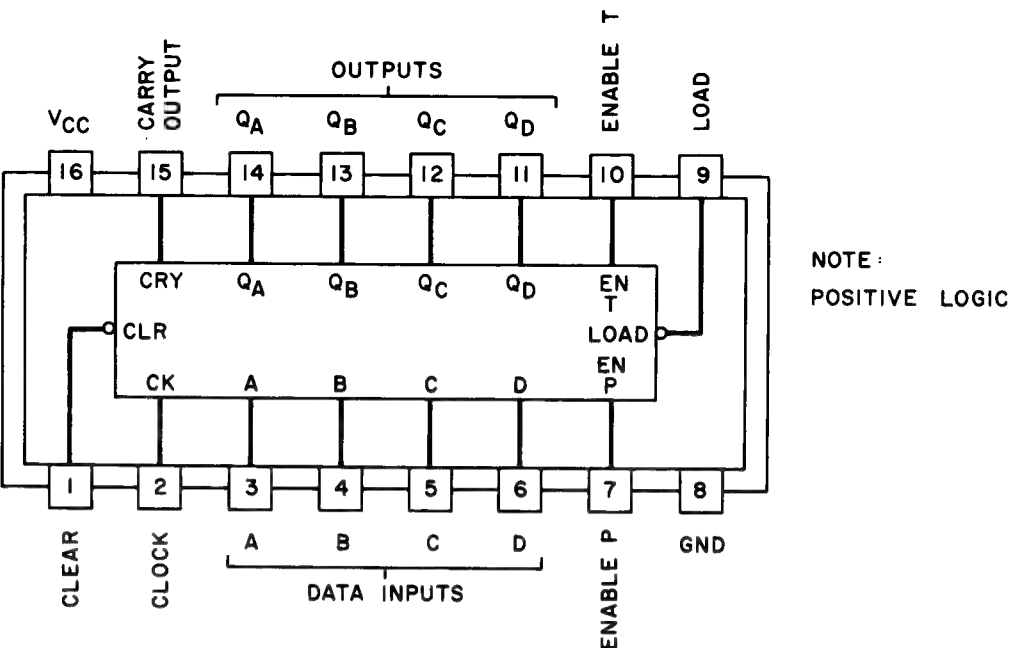 CARRY OUTPUT
OUTPUTS
ENABLE T
LOAD
VCC
QA QB QC QD
16 15 14 13 12 11 10 9
CRY QA QB QC QD EN T
CLR
LOAD
CK A B C D EN P
NOTE:
POSITIVE LOGIC
1 2 3 4 5 6 7 8
CLEAR
CLOCK
A B C D
DATA INPUTS
ENABLE P
GND